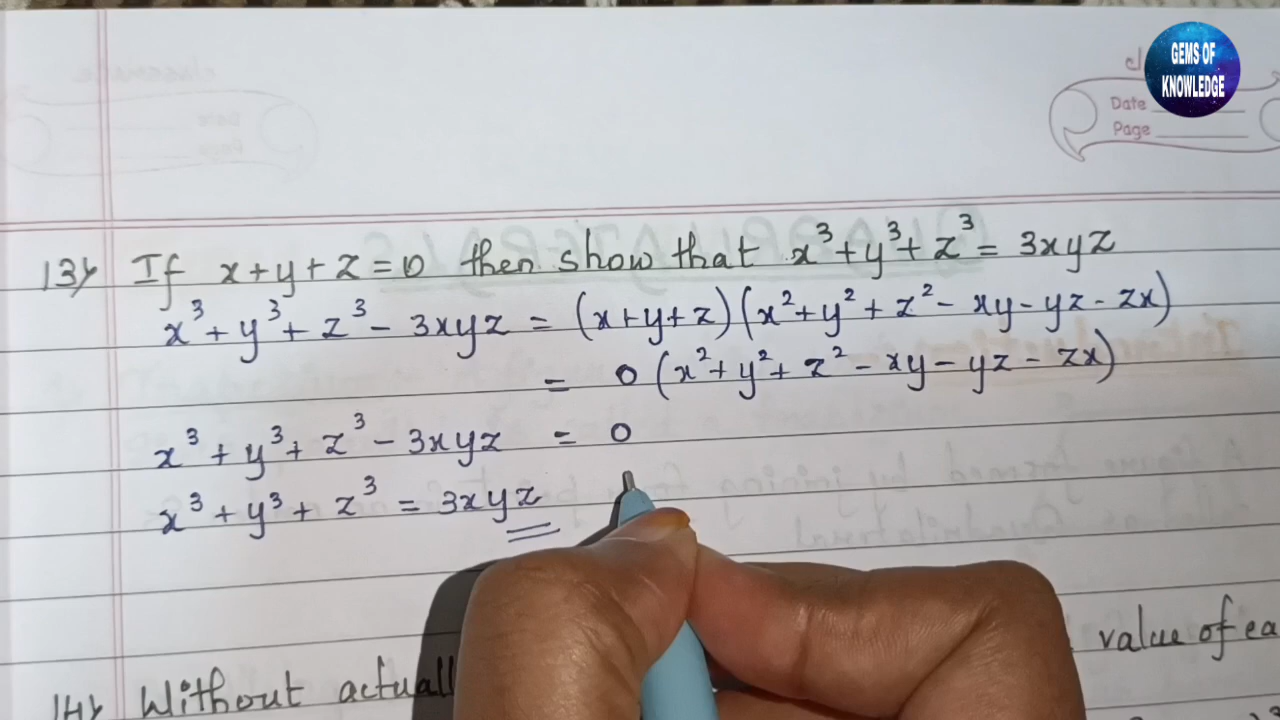 GEMS OF
KNOWLEDGE
Date
Page
13) If x+y+z=0 then show that x³+y³+z³=3xyz
x³+y³+z³-3xyz = (x+y+z)(x²+y²+z²-xy-yz-zx)
= 0(x²+y²+z²-xy-yz-zx)
x³+y³+z³-3xyz = 0
x³+y³+z³ = 3xyz
value of ea
14) Without actuall